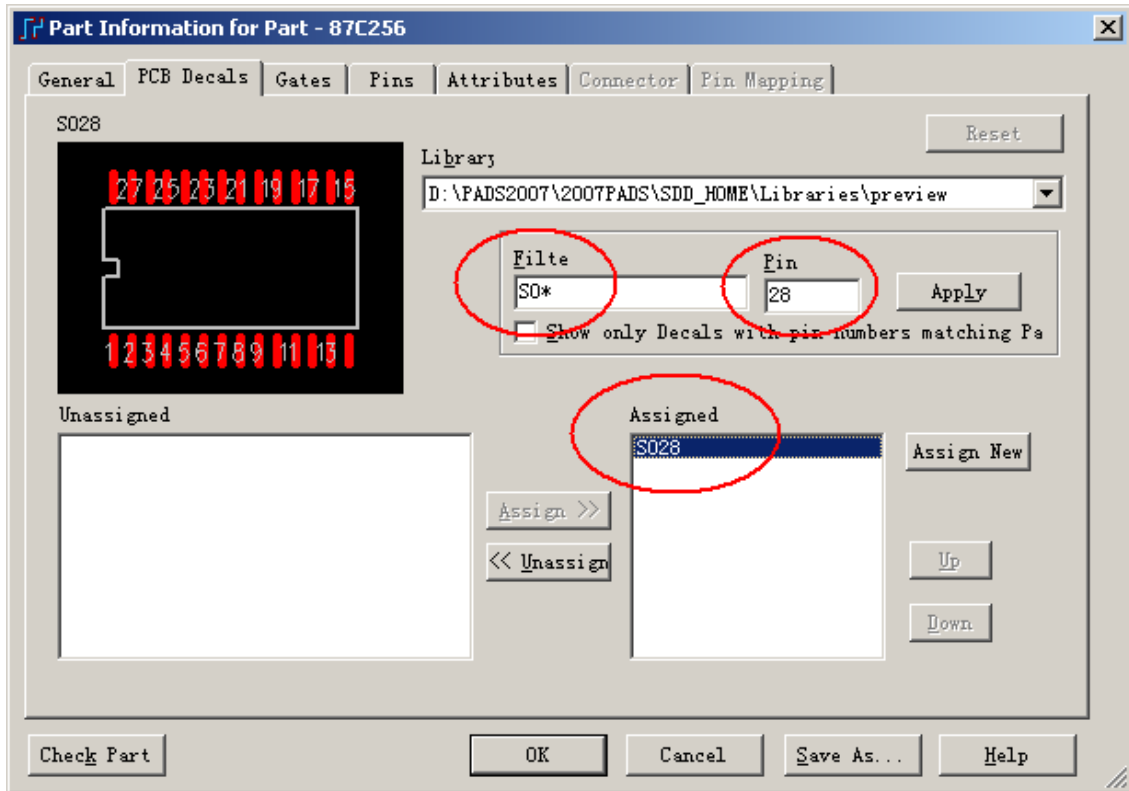 Part Information for Part - 87C256
General PCB Decals Gates Pins Attributes Connector Pin Mapping
SO28
Reset
Library
D:\PADS2007\2007PADS\SDD_HOME\Libraries\preview
27 25 23 21 19 17 15
Filte
Pin
SO*
28
Apply
Show only Decals with pin numbers matching Pa
1 2 3 4 5 6 7 8 9 11 13
Unassigned
Assigned
SO28
Assign New
Assign >>
<< Unassign
Up
Down
Check Part
OK
Cancel
Save As...
Help